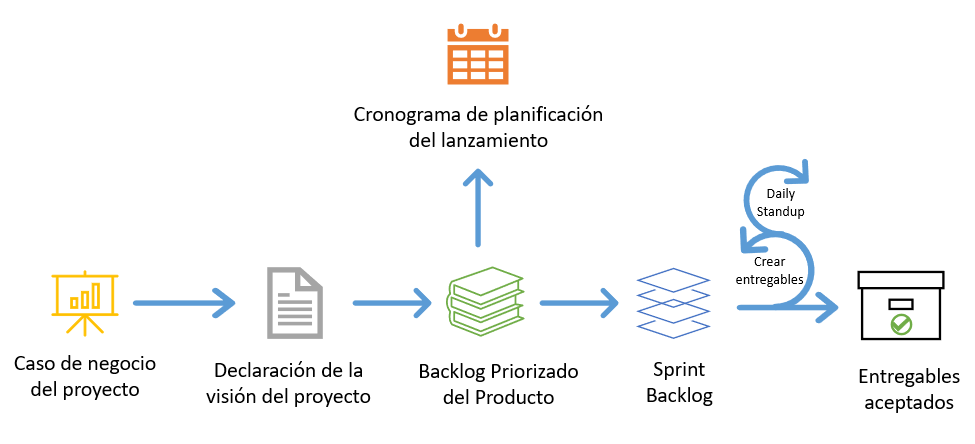 Cronograma de planificación
del lanzamiento
Daily
Standup
Crear
entregables
Caso de negocio
del proyecto
Declaración de la
visión del proyecto
Backlog Priorizado
del Producto
Sprint
Backlog
Entregables
aceptados